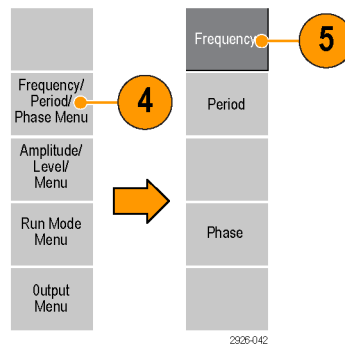 Frequency/
Period/
Phase Menu
4
Amplitude/
Level/
Menu
Run Mode
Menu
Output
Menu
Frequency
5
Period
Phase
2926-042